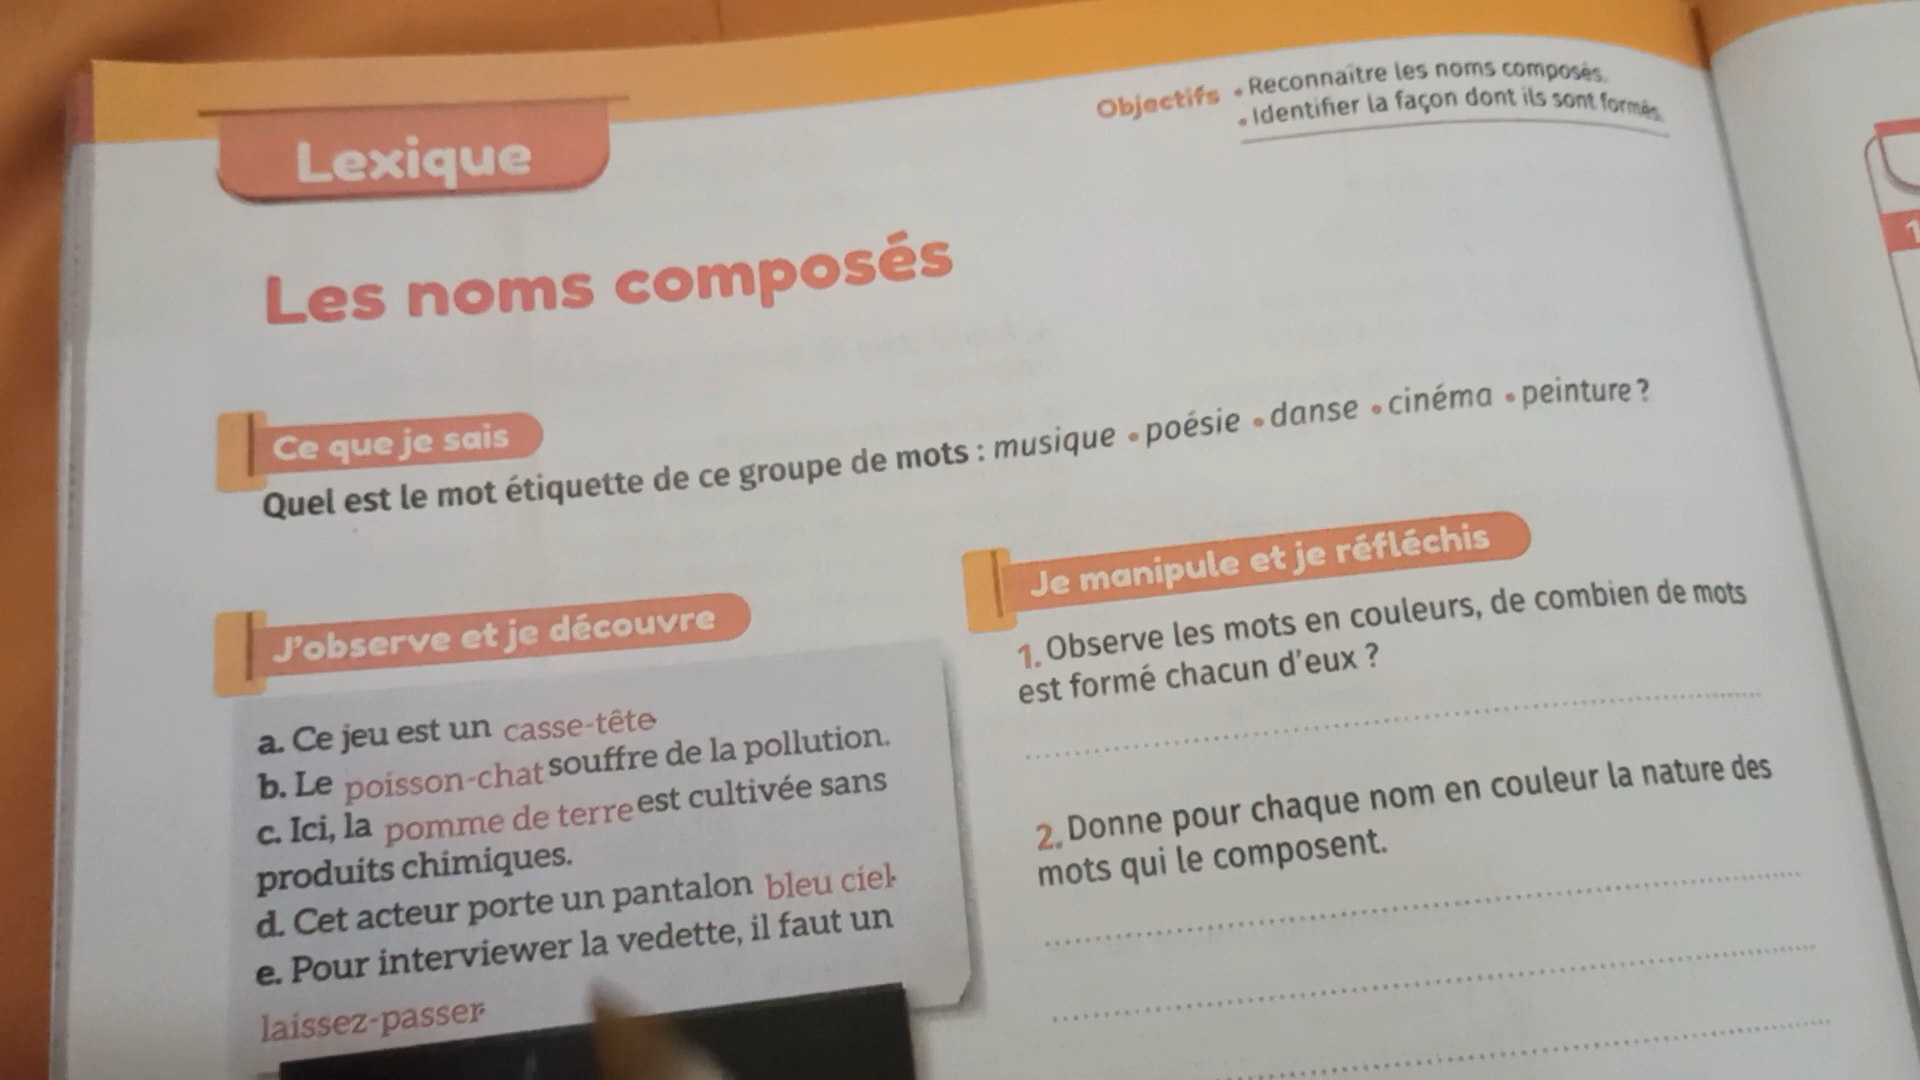 Objectifs • Reconnaître les noms composés.
• Identifier la façon dont ils sont formés.
Lexique
Les noms composés
Ce que je sais
Quel est le mot étiquette de ce groupe de mots : musique • poésie • danse • cinéma • peinture ?
J'observe et je découvre
a. Ce jeu est un casse-tête.
b. Le poisson-chat souffre de la pollution.
c. Ici, la pomme de terre est cultivée sans
produits chimiques.
d. Cet acteur porte un pantalon bleu ciel.
e. Pour interviewer la vedette, il faut un
laissez-passer.
Je manipule et je réfléchis
1. Observe les mots en couleurs, de combien de mots
est formé chacun d'eux ?
2. Donne pour chaque nom en couleur la nature des
mots qui le composent.
1